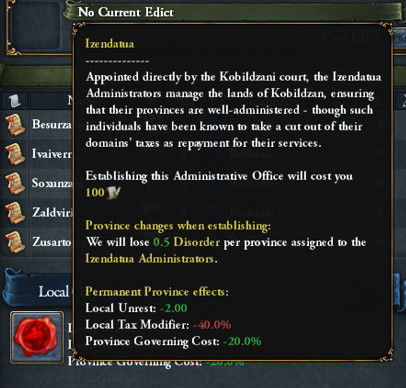 No Current Edict
Izendatua
--------------
Appointed directly by the Kobildzani court, the Izendatua
Administrators manage the lands of Kobildzan, ensuring
that their provinces are well-administered - though such
individuals have been known to take a cut out of their
domains' taxes as repayment for their services.
Establishing this Administrative Office will cost you
100
Province changes when establishing:
We will lose 0.5 Disorder per province assigned to the
Izendatua Administrators.
Permanent Province effects:
Local Unrest: -2.00
Local Tax Modifier: -40.0%
Province Governing Cost: -20.0%
Besurza
Ivaiverr
Soxunza
Zaldviri
Zusarto
Local
Province Governing Cost: -20.0%